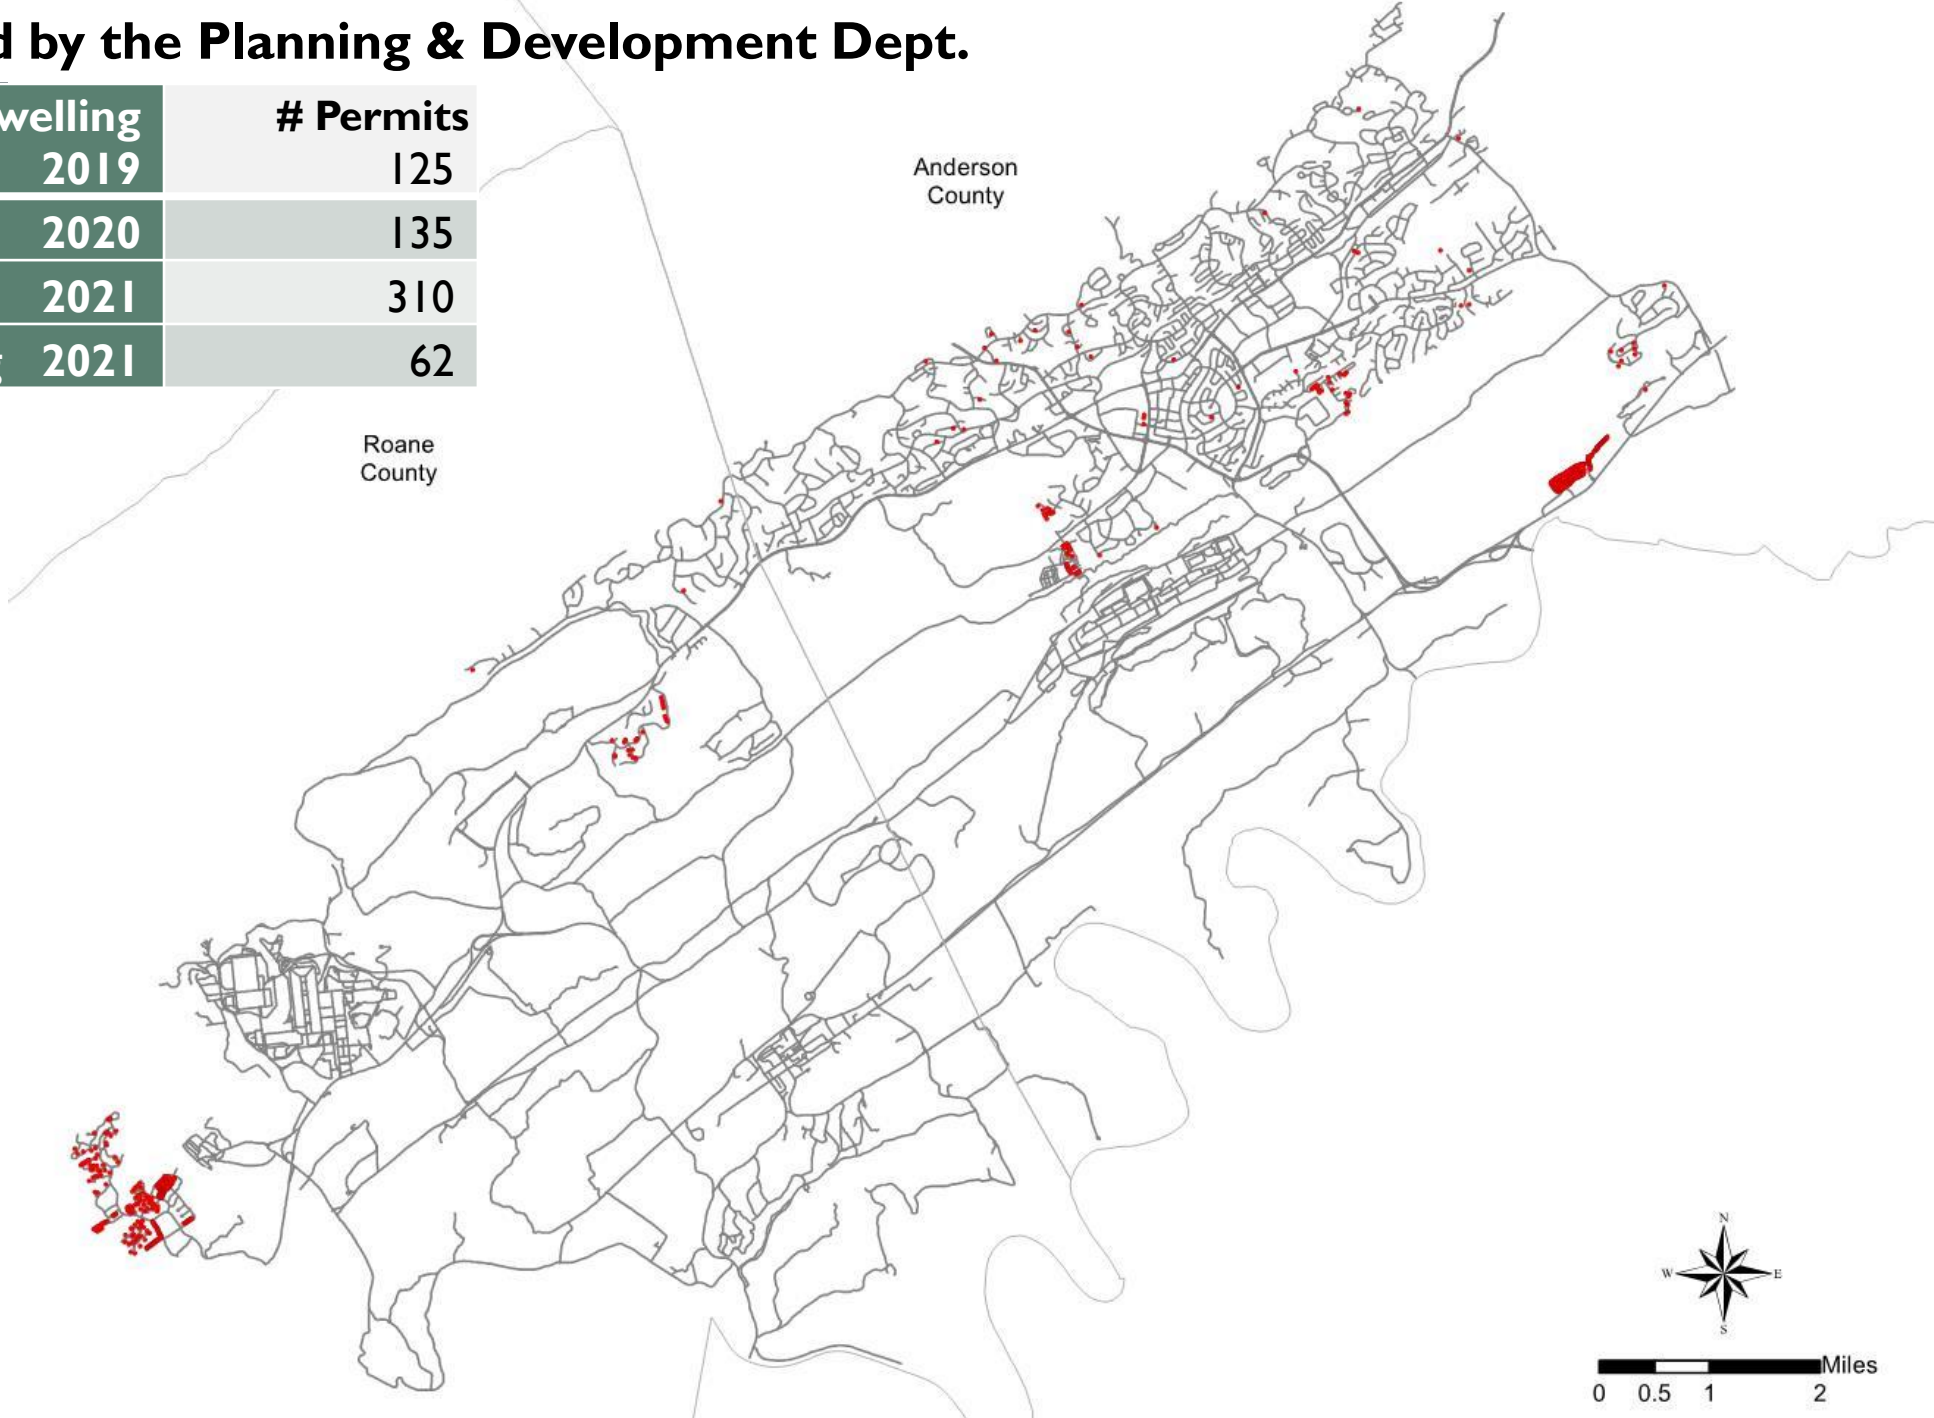 d by the Planning & Development Dept.
welling # Permits
2019 125
2020 135
2021 310
2021 62
Anderson
County
Roane
County
N
W E
S
Miles
0 0.5 1 2